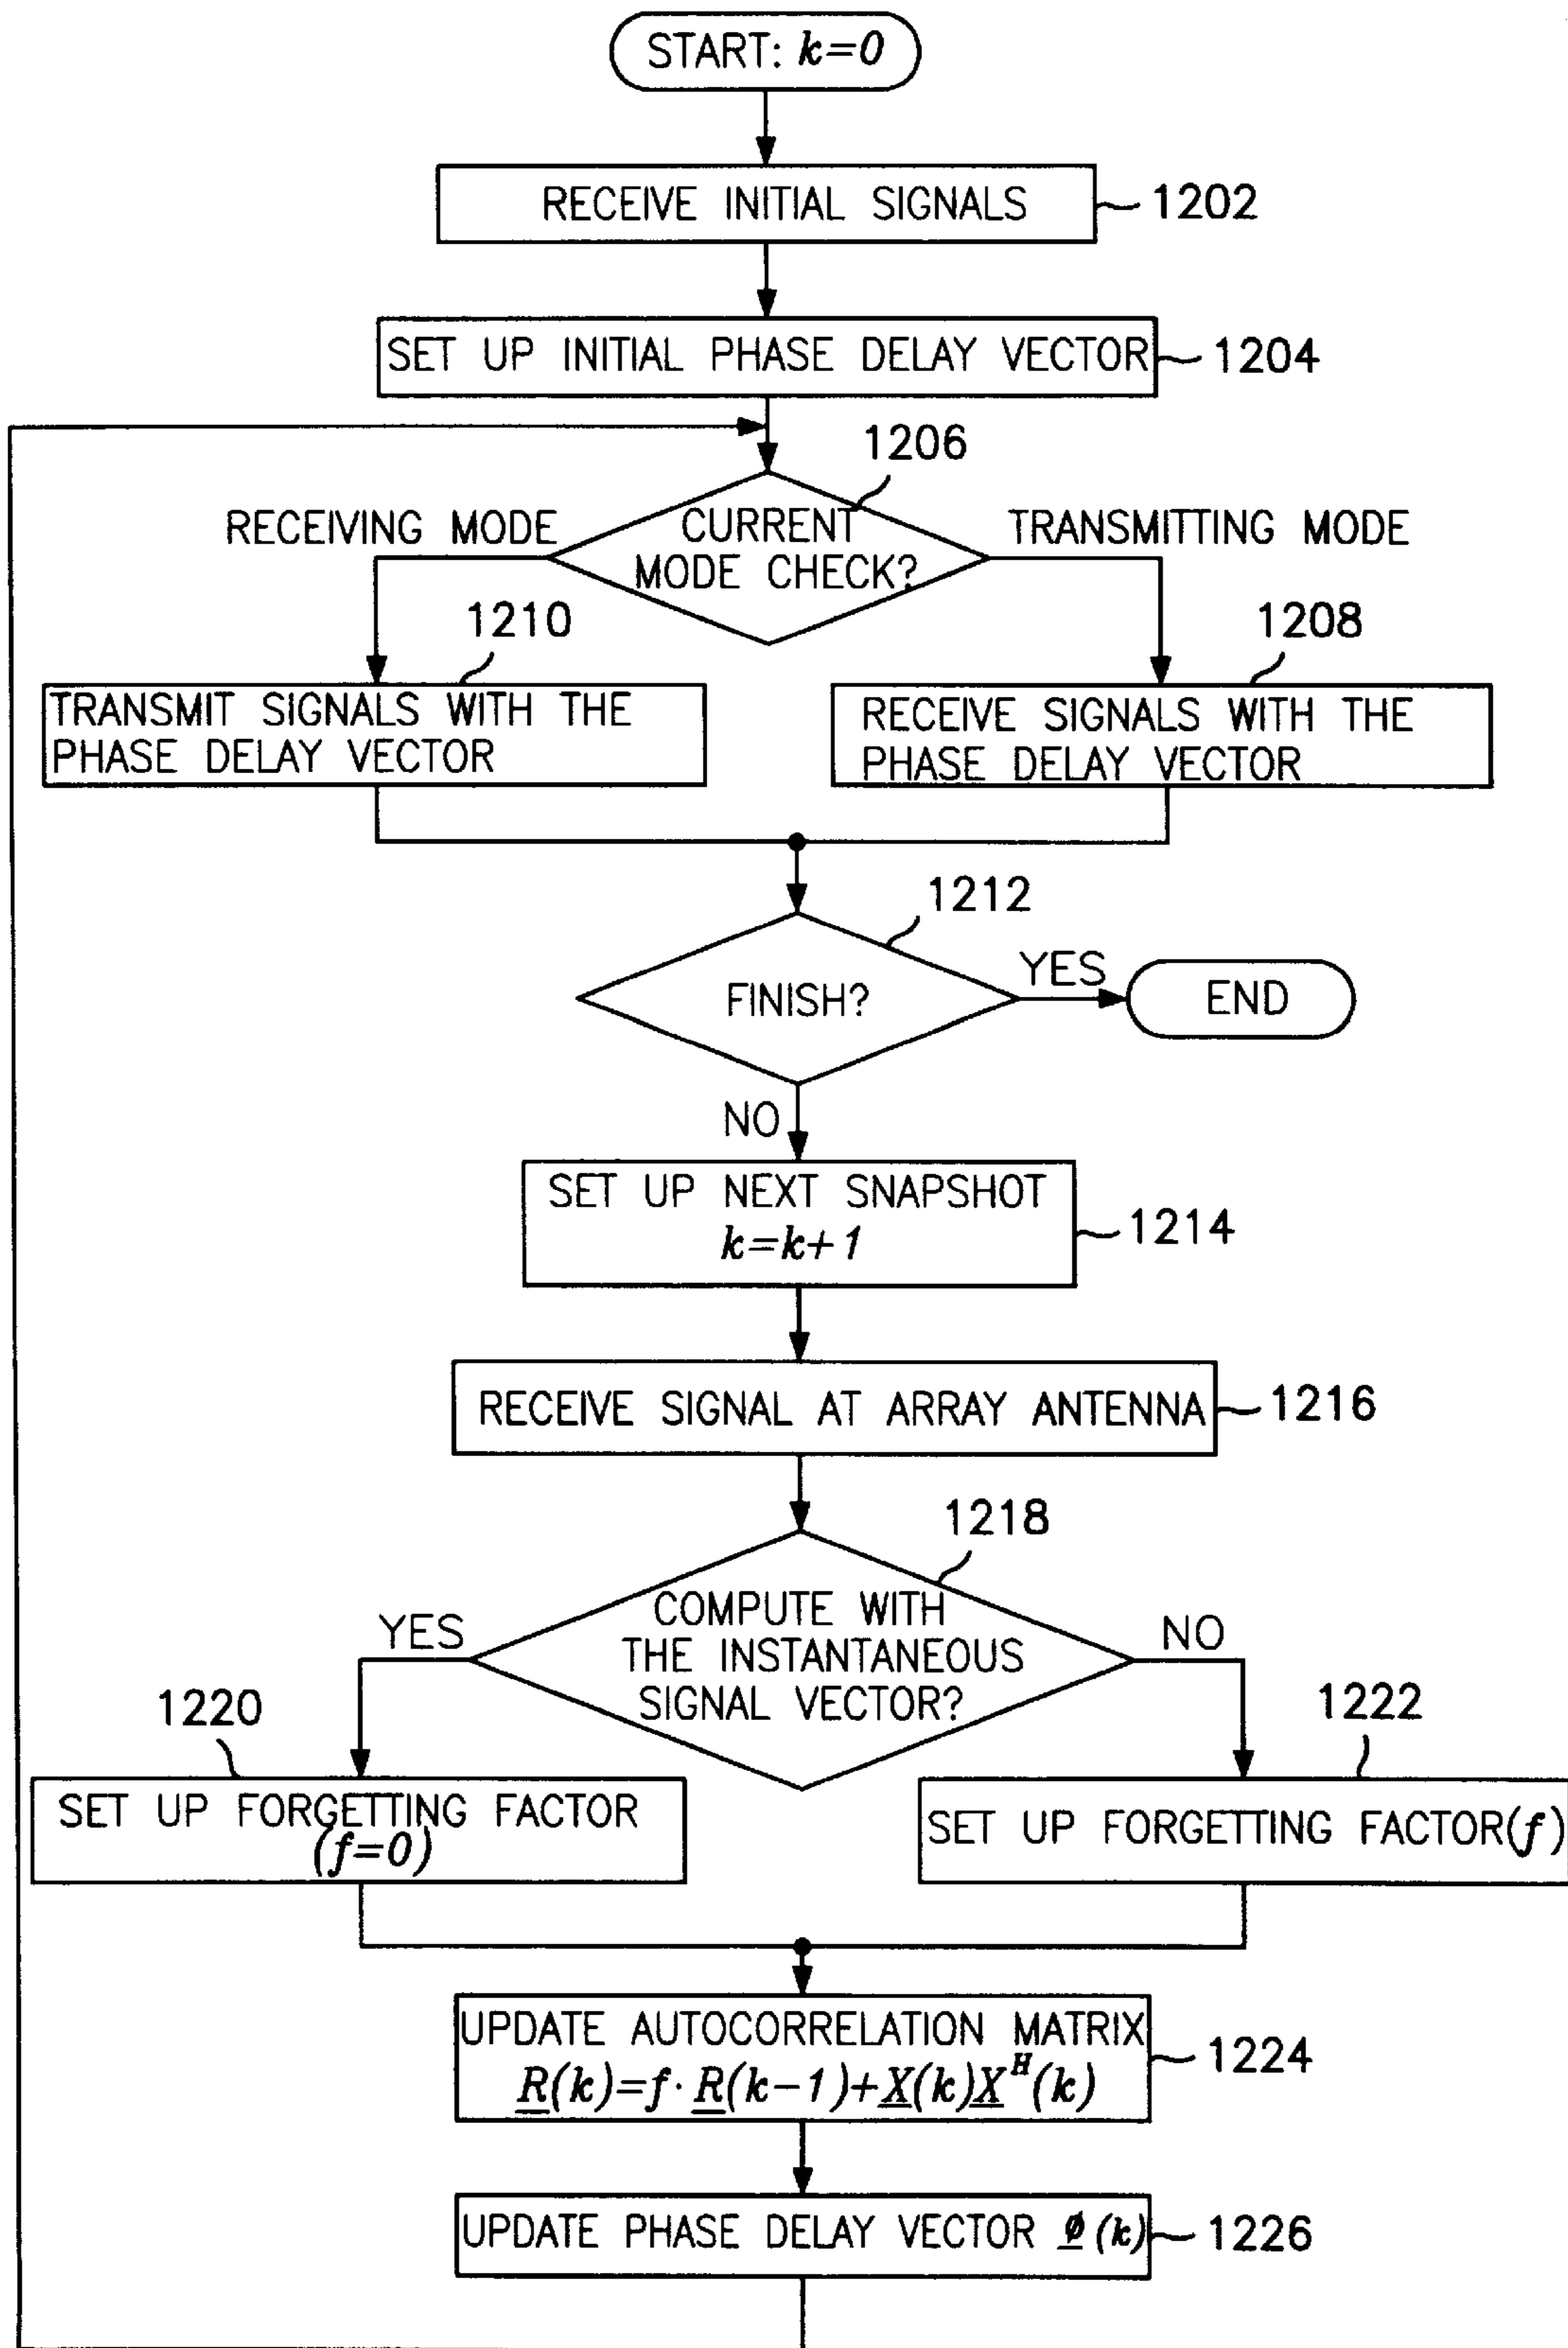 START: k=0
RECEIVE INITIAL SIGNALS
1202
SET UP INITIAL PHASE DELAY VECTOR
1204
1206
RECEIVING MODE
CURRENT
MODE CHECK?
TRANSMITTING MODE
1210
1208
TRANSMIT SIGNALS WITH THE
PHASE DELAY VECTOR
RECEIVE SIGNALS WITH THE
PHASE DELAY VECTOR
1212
FINISH?
YES
END
NO
SET UP NEXT SNAPSHOT
k=k+1
1214
RECEIVE SIGNAL AT ARRAY ANTENNA
1216
1218
YES
COMPUTE WITH
THE INSTANTANEOUS
SIGNAL VECTOR?
NO
1220
1222
SET UP FORGETTING FACTOR
(f=0)
SET UP FORGETTING FACTOR(f)
UPDATE AUTOCORRELATION MATRIX
R(k)=f· R(k-1)+X(k)X^H(k)
1224
UPDATE PHASE DELAY VECTOR ø(k)
1226